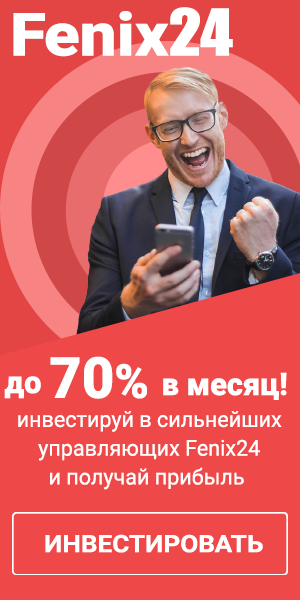 Fenix24
до 70% в месяц!
инвестируй в сильнейших
управляющих Fenix24
и получай прибыль
ИНВЕСТИРОВАТЬ